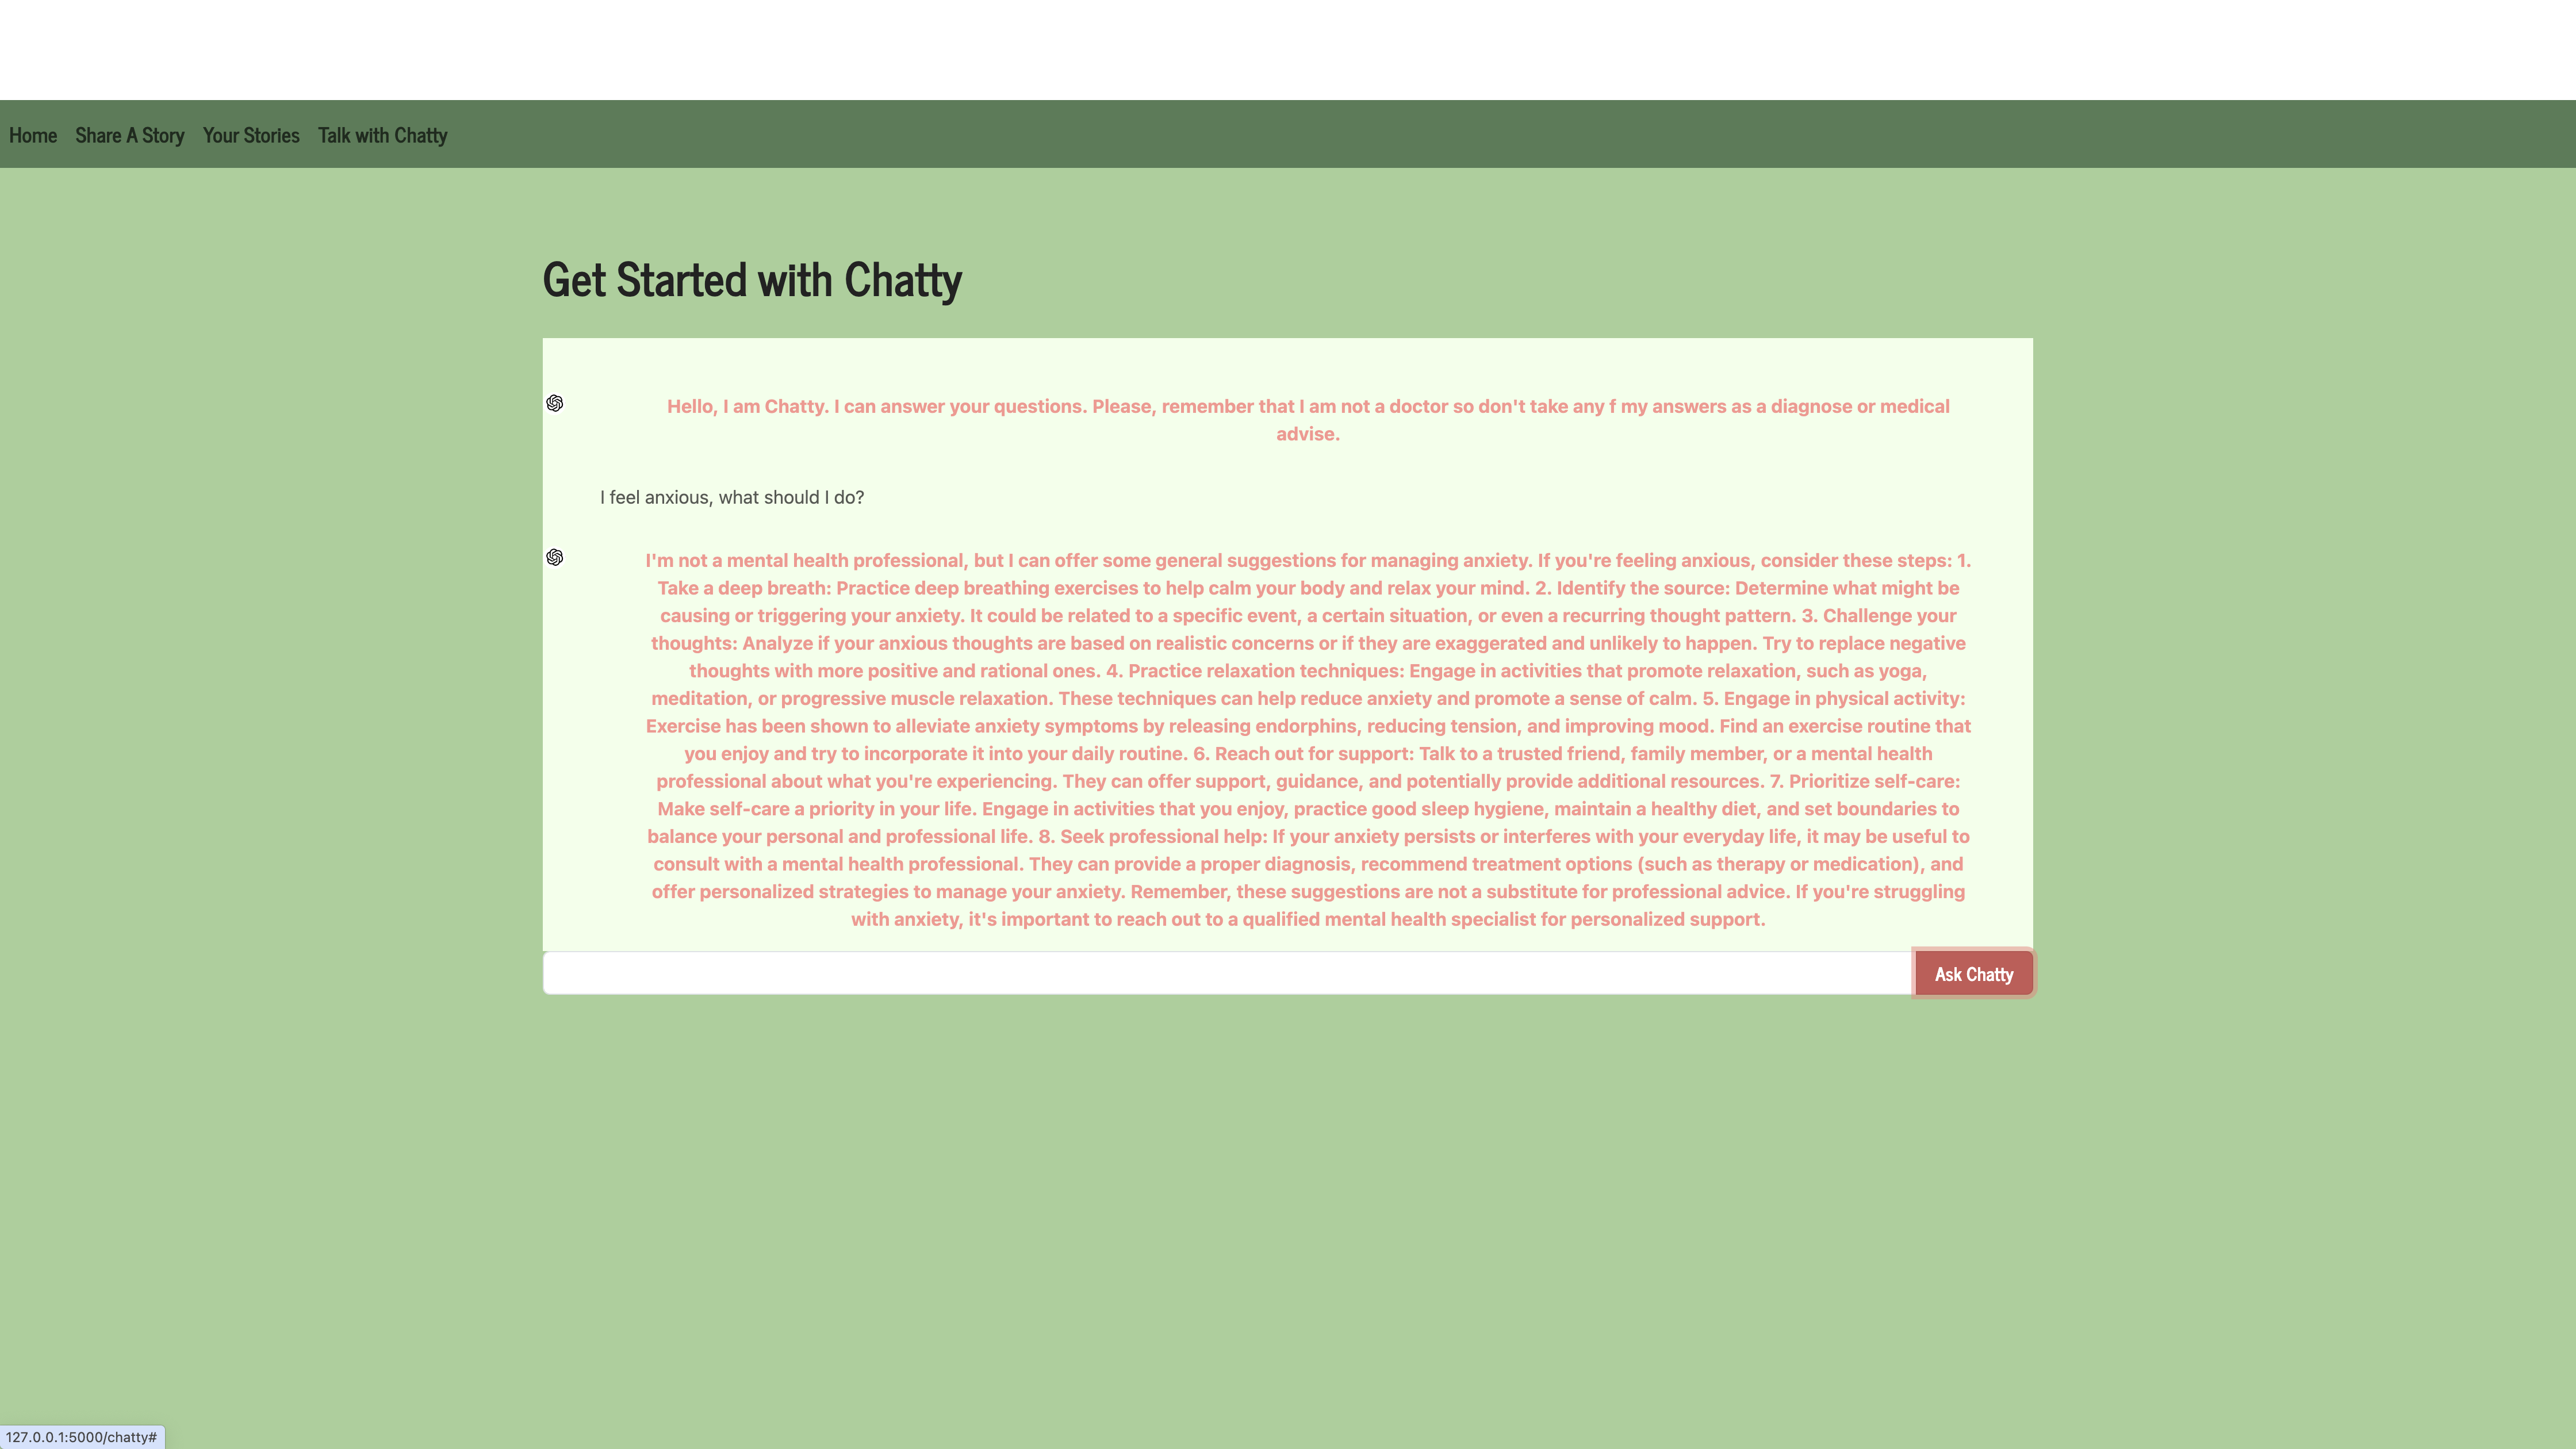 Home Share A Story Your Stories Talk with Chatty
Get Started with Chatty
Hello, I am Chatty. I can answer your questions. Please, remember that I am not a doctor so don't take any f my answers as a diagnose or medical
advise.
I feel anxious, what should I do?
I'm not a mental health professional, but I can offer some general suggestions for managing anxiety. If you're feeling anxious, consider these steps: 1.
Take a deep breath: Practice deep breathing exercises to help calm your body and relax your mind. 2. Identify the source: Determine what might be
causing or triggering your anxiety. It could be related to a specific event, a certain situation, or even a recurring thought pattern. 3. Challenge your
thoughts: Analyze if your anxious thoughts are based on realistic concerns or if they are exaggerated and unlikely to happen. Try to replace negative
thoughts with more positive and rational ones. 4. Practice relaxation techniques: Engage in activities that promote relaxation, such as yoga,
meditation, or progressive muscle relaxation. These techniques can help reduce anxiety and promote a sense of calm. 5. Engage in physical activity:
Exercise has been shown to alleviate anxiety symptoms by releasing endorphins, reducing tension, and improving mood. Find an exercise routine that
you enjoy and try to incorporate it into your daily routine. 6. Reach out for support: Talk to a trusted friend, family member, or a mental health
professional about what you're experiencing. They can offer support, guidance, and potentially provide additional resources. 7. Prioritize self-care:
Make self-care a priority in your life. Engage in activities that you enjoy, practice good sleep hygiene, maintain a healthy diet, and set boundaries to
balance your personal and professional life. 8. Seek professional help: If your anxiety persists or interferes with your everyday life, it may be useful to
consult with a mental health professional. They can provide a proper diagnosis, recommend treatment options (such as therapy or medication), and
offer personalized strategies to manage your anxiety. Remember, these suggestions are not a substitute for professional advice. If you're struggling
with anxiety, it's important to reach out to a qualified mental health specialist for personalized support.
Ask Chatty
127.0.0.1:5000/chatty#